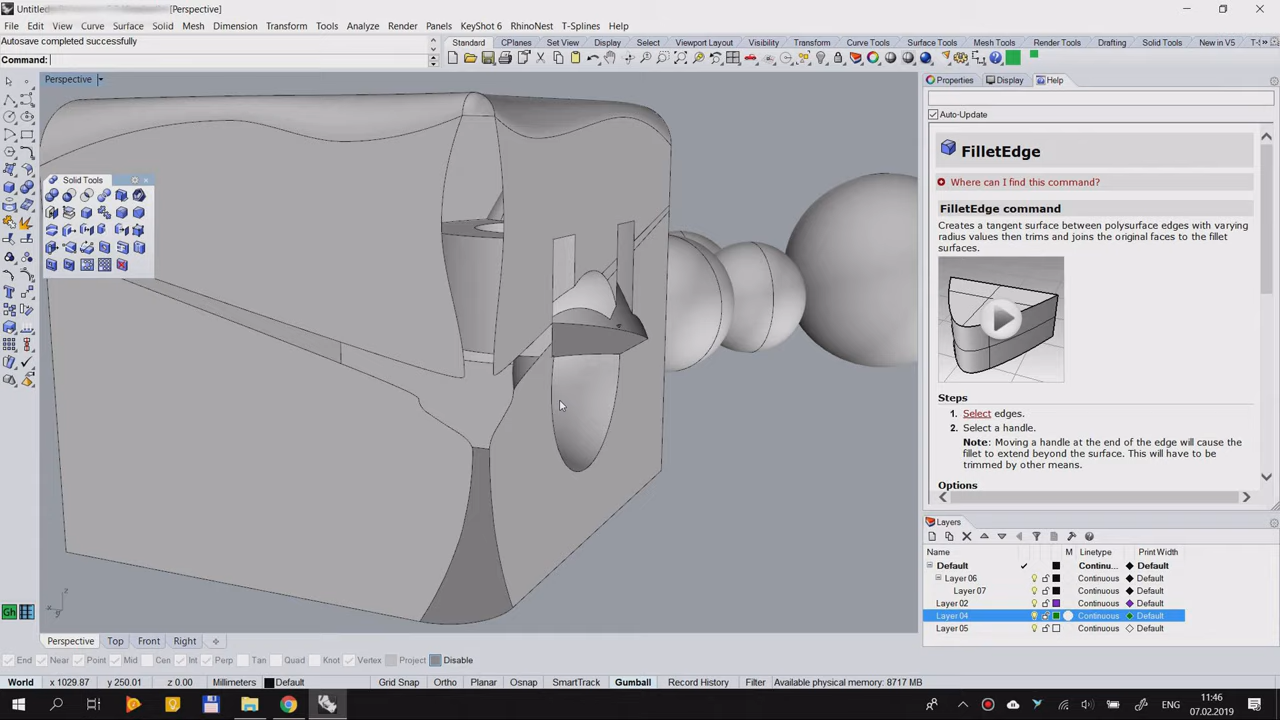 Untitled
[Perspective]
File Edit View Curve Surface Solid Mesh Dimension Transform Tools Analyze Render Panels KeyShot 6 RhinoNest T-Splines Help
Autosave completed successfully
Command:
Standard CPlanes Set View Display Select Viewport Layout Visibility Transform Curve Tools Surface Tools Mesh Tools Render Tools Drafting Solid Tools New in V5
Perspective
Properties Display Help
Auto-Update
Solid Tools
FilletEdge
Where can I find this command?
FilletEdge command
Creates a tangent surface between polysurface edges with varying
radius values then trims and joins the original faces to the fillet
surfaces.
Steps
1. Select edges.
2. Select a handle.
Note: Moving a handle at the end of the edge will cause the
fillet to extend beyond the surface. This will have to be
trimmed by other means.
Options
Layers
Name M Linetype Print Width
Default Continu... Default
Layer 06 Continuous Default
Layer 07 Continuous Default
Layer 02 Continuous Default
Layer 04 Continuous Default
Layer 05 Continuous Default
z
y
Gh
Perspective Top Front Right
End Near Point Mid Cen Int Perp Tan Quad Knot Vertex Project Disable
World x 1029.87 y 250.01 z 0.00 Millimeters Default Grid Snap Ortho Planar Osnap SmartTrack Gumball Record History Filter Available physical memory: 8717 MB
ENG
11:46
07.02.2019